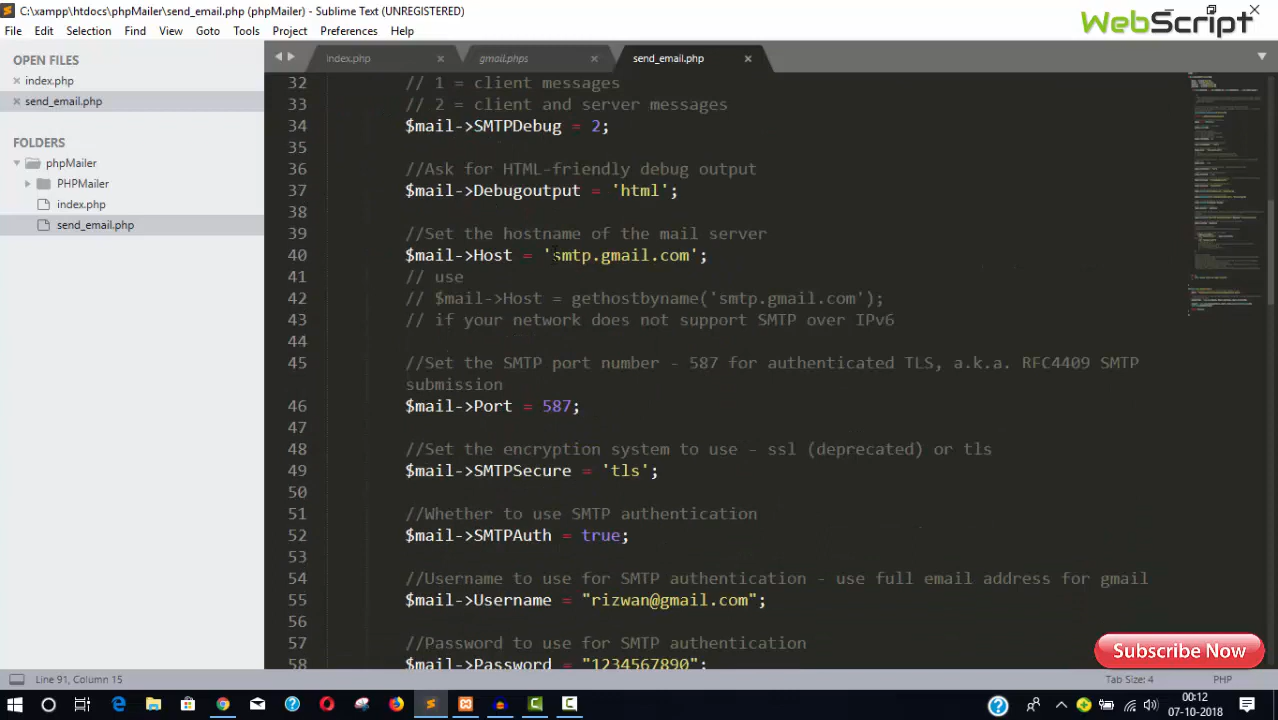 C:\xampp\htdocs\phpMailer\send_email.php (phpMailer) - Sublime Text (UNREGISTERED)
WebScript
File Edit Selection Find View Goto Tools Project Preferences Help
OPEN FILES
index.php
send_email.php
FOLDERS
phpMailer
PHPMailer
index.php
send_email.php
index.php gmail.phps send_email.php
32 // 1 = client messages
33 // 2 = client and server messages
34 $mail->SMTPDebug = 2;
35
36 //Ask for HTML-friendly debug output
37 $mail->Debugoutput = 'html';
38
39 //Set the hostname of the mail server
40 $mail->Host = 'smtp.gmail.com';
41 // use
42 // $mail->Host = gethostbyname('smtp.gmail.com');
43 // if your network does not support SMTP over IPv6
44
45 //Set the SMTP port number - 587 for authenticated TLS, a.k.a. RFC4409 SMTP
submission
46 $mail->Port = 587;
47
48 //Set the encryption system to use - ssl (deprecated) or tls
49 $mail->SMTPSecure = 'tls';
50
51 //Whether to use SMTP authentication
52 $mail->SMTPAuth = true;
53
54 //Username to use for SMTP authentication - use full email address for gmail
55 $mail->Username = "rizwan@gmail.com";
56
57 //Password to use for SMTP authentication
58 $mail->Password = "1234567890";
Subscribe Now
Line 91, Column 15
Tab Size: 4 PHP
00:12
07-10-2018